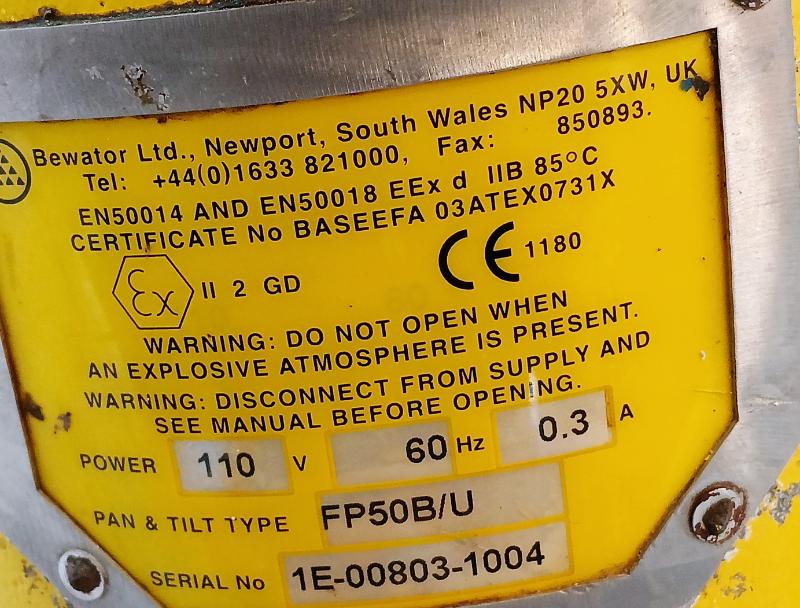 Bewator Ltd., Newport, South Wales NP20 5XW, UK
Tel: +44(0)1633 821000, Fax: 850893.
EN50014 AND EN50018 EEx d IIB 85°C
CERTIFICATE No BASEEFA 03ATEX0731X
Ex II 2 GD CE 1180
WARNING: DO NOT OPEN WHEN
AN EXPLOSIVE ATMOSPHERE IS PRESENT.
WARNING: DISCONNECT FROM SUPPLY AND
SEE MANUAL BEFORE OPENING.
POWER 110 V 60 Hz 0.3 A
PAN & TILT TYPE FP50B/U
SERIAL No 1E-00803-1004